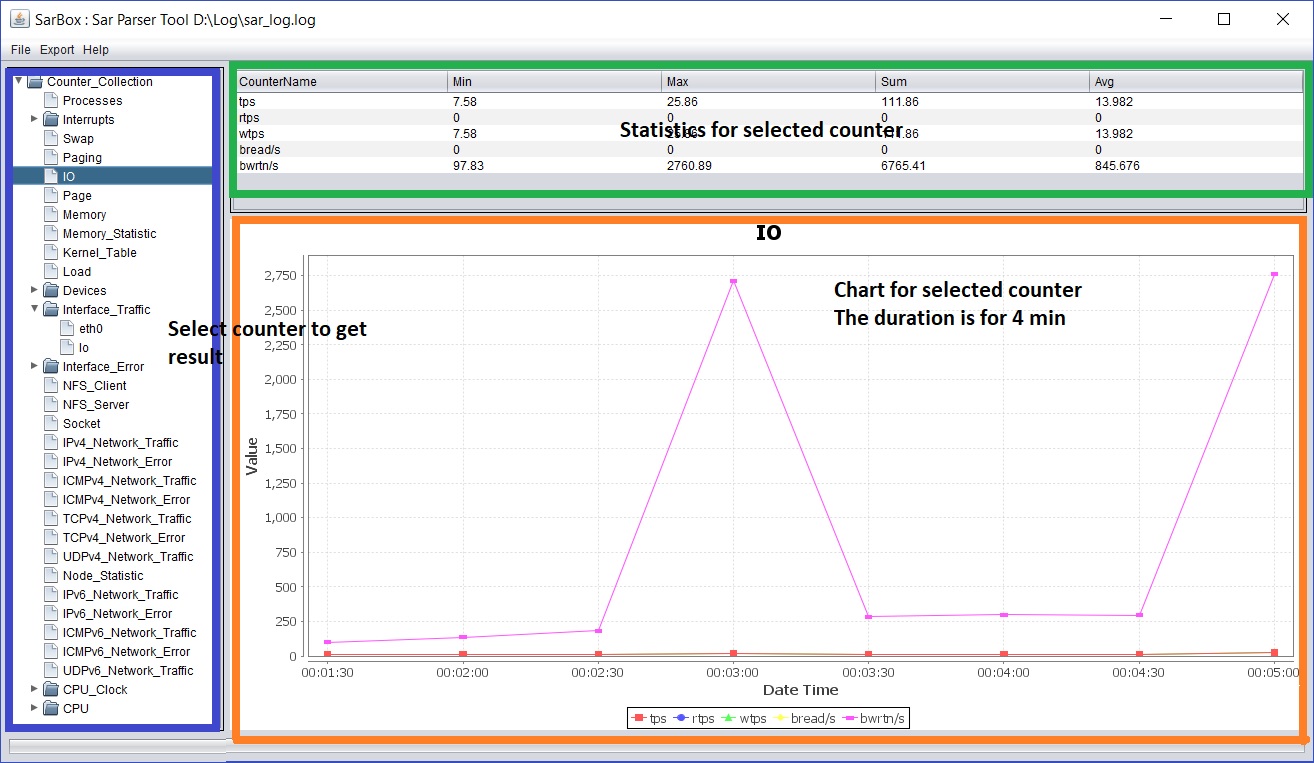 SarBox : Sar Parser Tool D:\Log\sar_log.log
File Export Help
Counter_Collection
Processes
Interrupts
Swap
Paging
IO
Page
Memory
Memory_Statistic
Kernel_Table
Load
Devices
Interface_Traffic
eth0
lo
Interface_Error
NFS_Client
NFS_Server
Socket
IPv4_Network_Traffic
IPv4_Network_Error
ICMPv4_Network_Traffic
ICMPv4_Network_Error
TCPv4_Network_Traffic
TCPv4_Network_Error
UDPv4_Network_Traffic
Node_Statistic
IPv6_Network_Traffic
IPv6_Network_Error
ICMPv6_Network_Traffic
ICMPv6_Network_Error
UDPv6_Network_Traffic
CPU_Clock
CPU
Select counter to get
result
CounterName Min Max Sum Avg
tps 7.58 25.86 111.86 13.982
rtps 0 0 0 0
wtps 7.58 25.86 111.86 13.982
bread/s 0 0 0 0
bwrtn/s 97.83 2760.89 6765.41 845.676
Statistics for selected counter
IO
Chart for selected counter
The duration is for 4 min
Value
2,750
2,500
2,250
2,000
1,750
1,500
1,250
1,000
750
500
250
0
00:01:30 00:02:00 00:02:30 00:03:00 00:03:30 00:04:00 00:04:30 00:05:00
Date Time
tps rtps wtps bread/s bwrtn/s